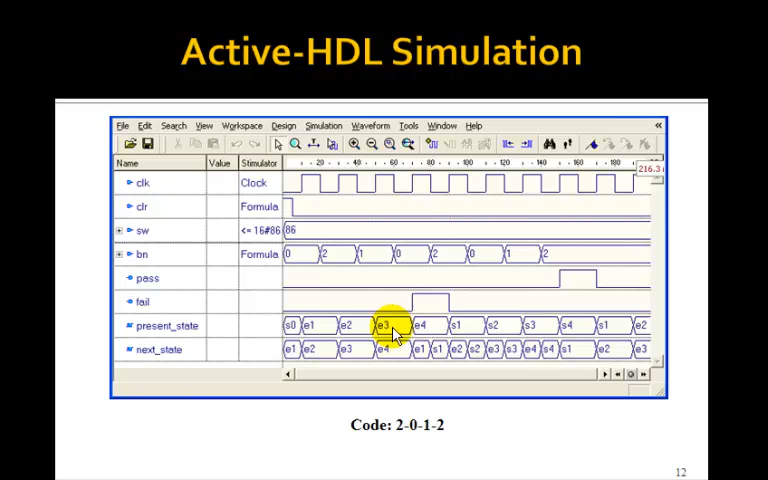 Active-HDL Simulation
File Edit Search View Workspace Design Simulation Waveform Tools Window Help «
Name Value Stimulator 20 40 60 80 100 120 140 160 180
216.3
clk Clock
clr Formula
sw <= 16#86 86
bn Formula 0 2 1 0 2 0 1 2
pass
fail
present_state s0 e1 e2 e3 e4 s1 s2 s3 s4 s1 e2
next_state e1 e2 e3 e4 e1 s1 e2 s2 e3 s3 e4 s4 s1 e2 e3
Code: 2-0-1-2
12